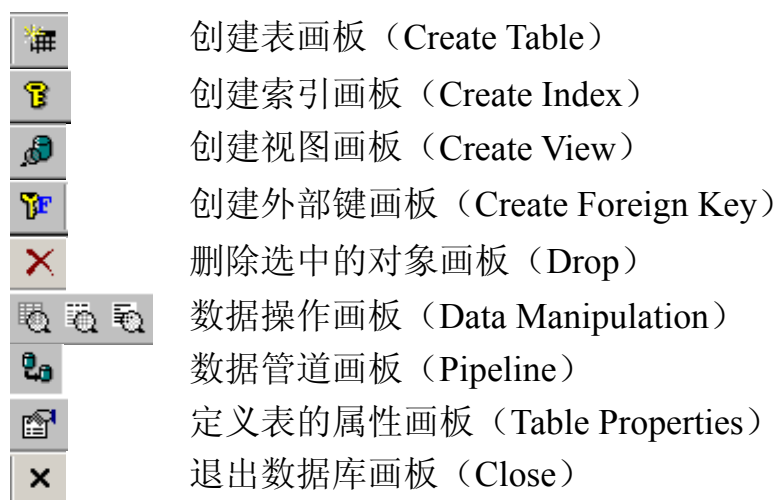 创建表画板（Create Table）
创建索引画板（Create Index）
创建视图画板（Create View）
F 创建外部键画板（Create Foreign Key）
删除选中的对象画板（Drop）
数据操作画板（Data Manipulation）
数据管道画板（Pipeline）
定义表的属性画板（Table Properties）
退出数据库画板（Close）